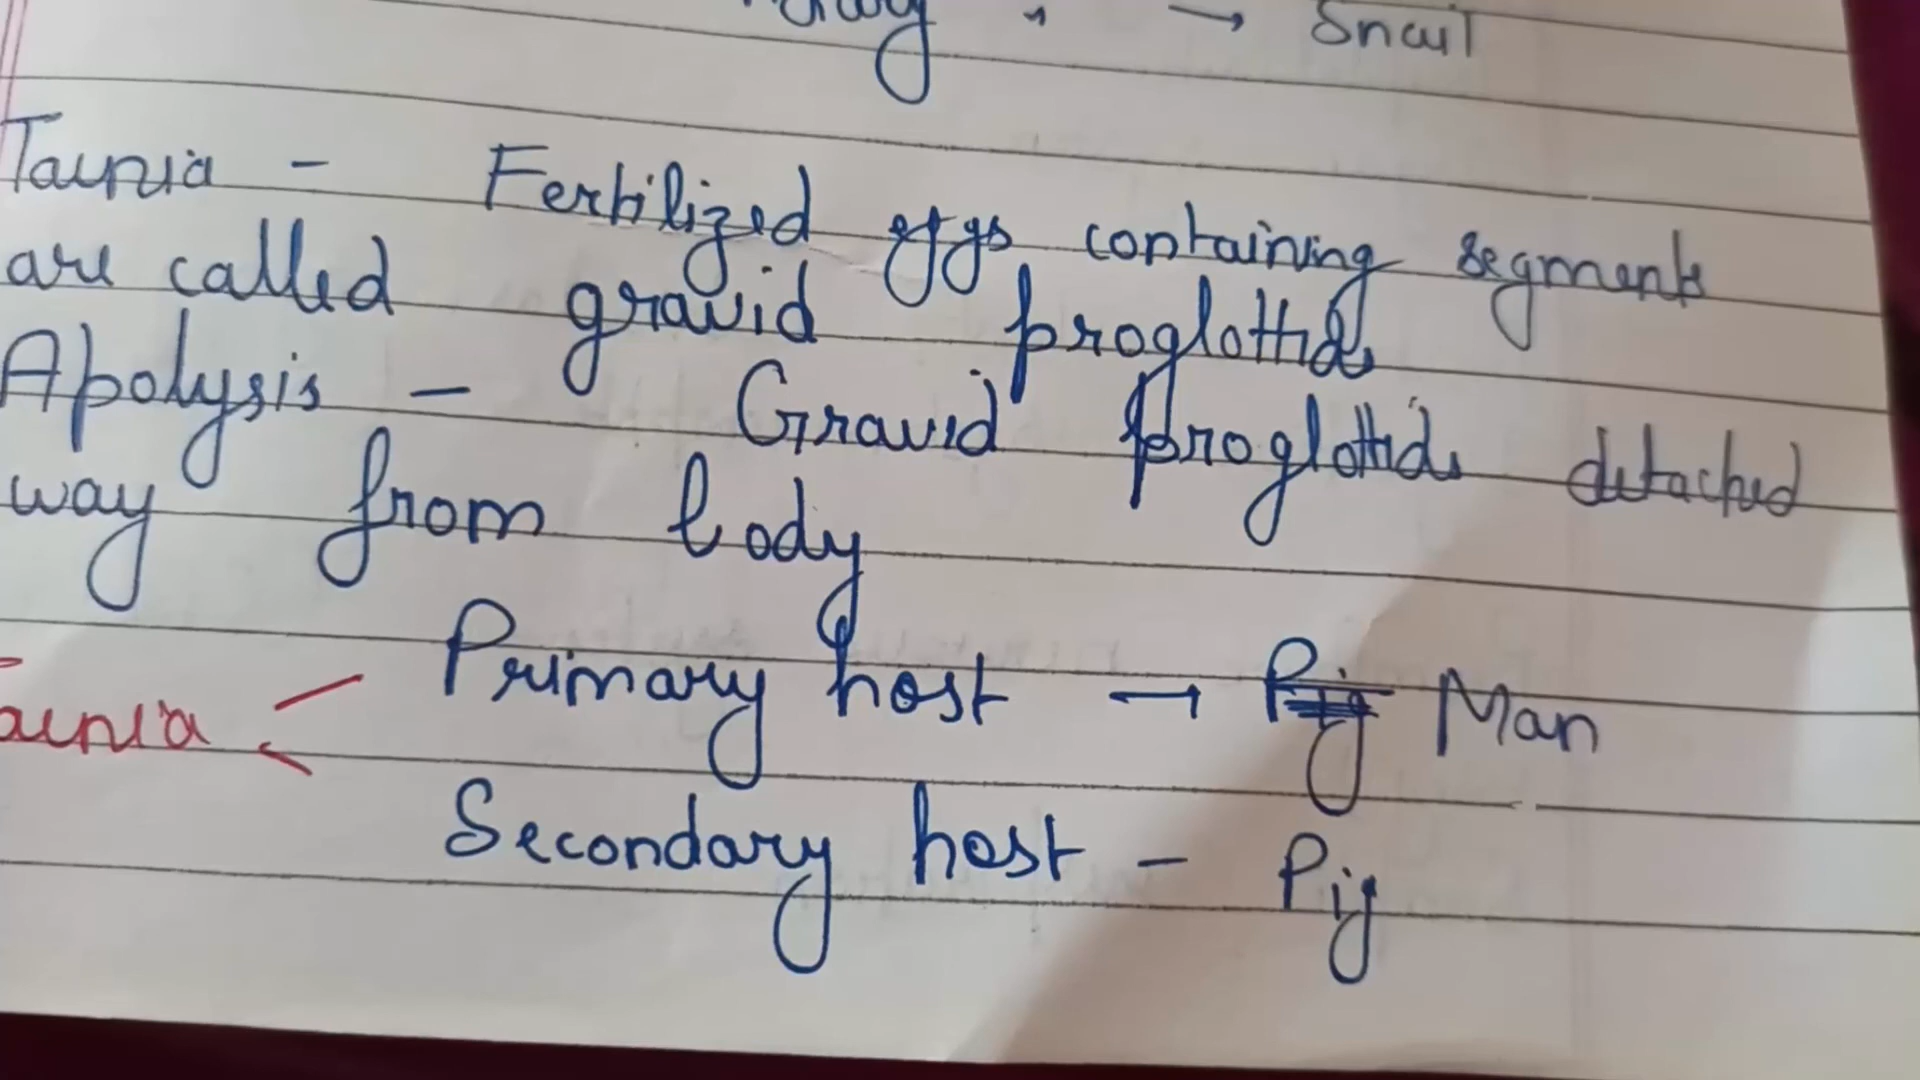 → Snail
Taenia - Fertilized eggs containing segments
are called gravid proglottids
Apolysis - Gravid proglottids detached
way from body
Primary host → Pig Man
aenia
Secondary host - Pig